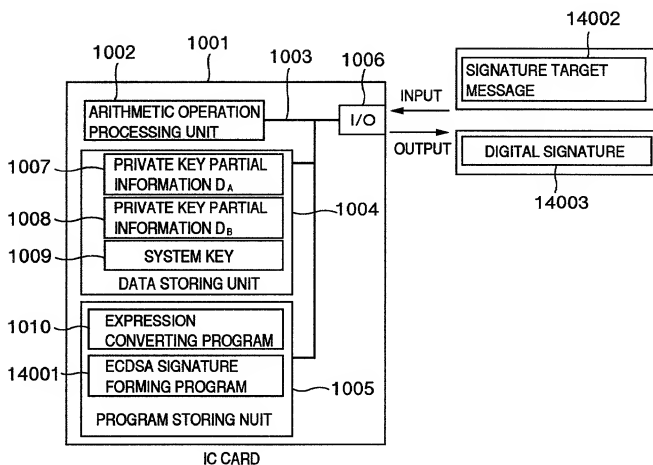 14002
1001
1002
1003
1006
SIGNATURE TARGET
MESSAGE
INPUT
ARITHMETIC OPERATION
PROCESSING UNIT
I/O
OUTPUT
DIGITAL SIGNATURE
1007
PRIVATE KEY PARTIAL
INFORMATION DA
1004
14003
1008
PRIVATE KEY PARTIAL
INFORMATION DB
1009
SYSTEM KEY
DATA STORING UNIT
1010
EXPRESSION
CONVERTING PROGRAM
14001
ECDSA SIGNATURE
FORMING PROGRAM
1005
PROGRAM STORING NUIT
IC CARD